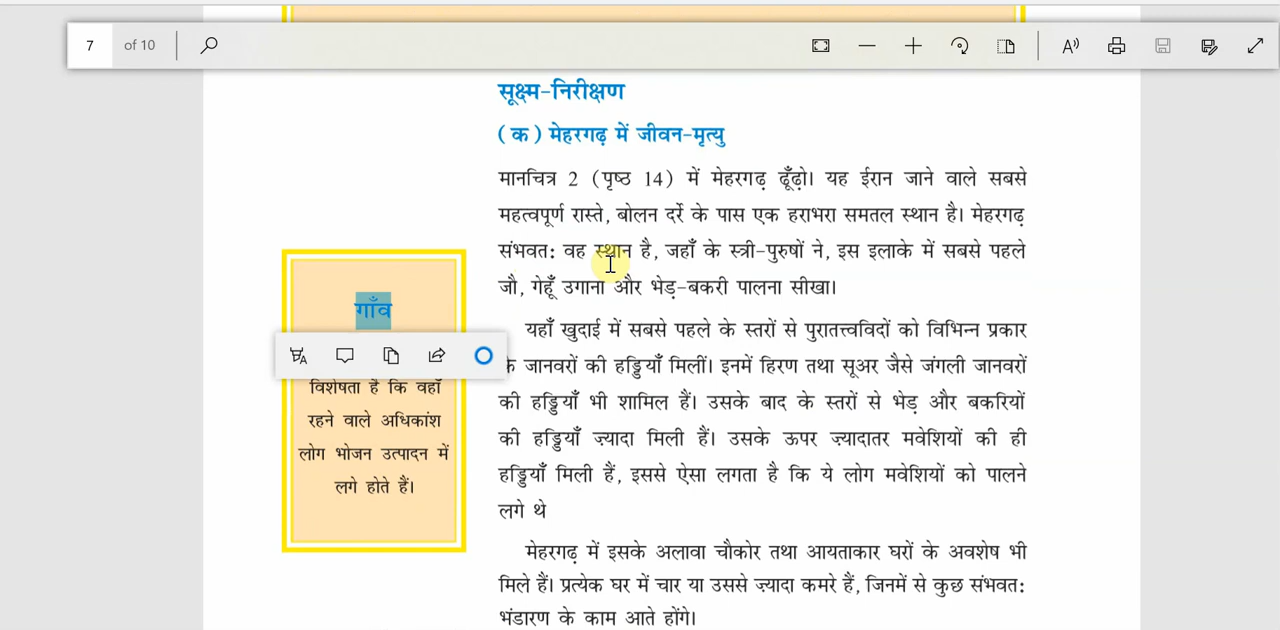 7 of 10
सूक्ष्म-निरीक्षण
(क) मेहरगढ़ में जीवन-मृत्यु
मानचित्र 2 (पृष्ठ 14) में मेहरगढ़ ढूँढ़ो। यह ईरान जाने वाले सबसे
महत्वपूर्ण रास्ते, बोलन दर्रे के पास एक हराभरा समतल स्थान है। मेहरगढ़
संभवतः वह स्थान है, जहाँ के स्त्री-पुरुषों ने, इस इलाके में सबसे पहले
जौ, गेहूँ उगाना और भेड़-बकरी पालना सीखा।
यहाँ खुदाई में सबसे पहले के स्तरों से पुरातत्त्वविदों को विभिन्न प्रकार
के जानवरों की हड्डियाँ मिलीं। इनमें हिरण तथा सूअर जैसे जंगली जानवरों
की हड्डियाँ भी शामिल हैं। उसके बाद के स्तरों से भेड़ और बकरियों
की हड्डियाँ ज़्यादा मिली हैं। उसके ऊपर ज़्यादातर मवेशियों की ही
हड्डियाँ मिली हैं, इससे ऐसा लगता है कि ये लोग मवेशियों को पालने
लगे थे
मेहरगढ़ में इसके अलावा चौकोर तथा आयताकार घरों के अवशेष भी
मिले हैं। प्रत्येक घर में चार या उससे ज़्यादा कमरे हैं, जिनमें से कुछ संभवतः
भंडारण के काम आते होंगे।
गाँव
विशेषता है कि वहाँ
रहने वाले अधिकांश
लोग भोजन उत्पादन में
लगे होते हैं।